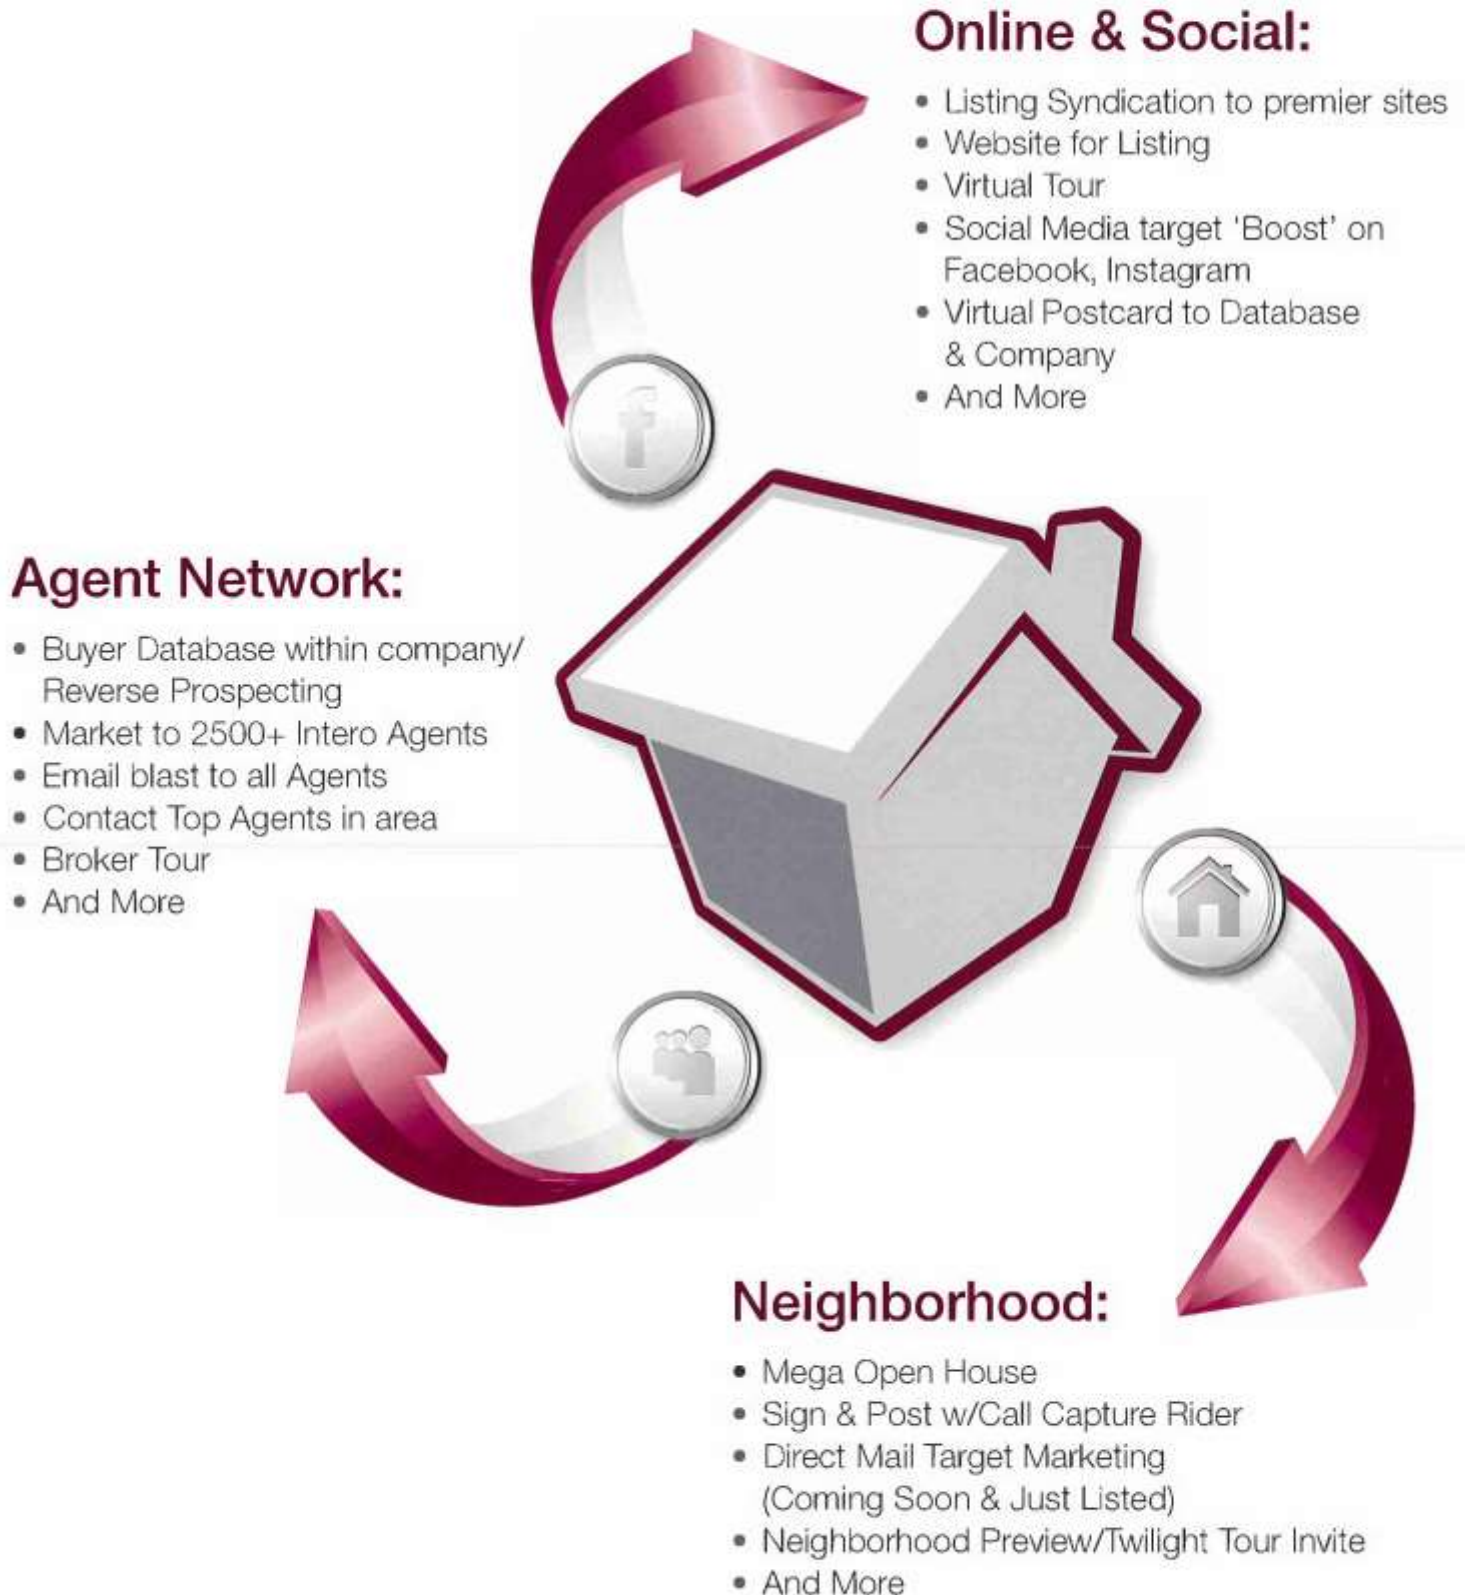 Online & Social:
• Listing Syndication to premier sites
• Website for Listing
• Virtual Tour
• Social Media target 'Boost' on
Facebook, Instagram
• Virtual Postcard to Database
& Company
• And More
Agent Network:
• Buyer Database within company/
Reverse Prospecting
• Market to 2500+ Intero Agents
• Email blast to all Agents
• Contact Top Agents in area
• Broker Tour
• And More
Neighborhood:
• Mega Open House
• Sign & Post w/Call Capture Rider
• Direct Mail Target Marketing
(Coming Soon & Just Listed)
• Neighborhood Preview/Twilight Tour Invite
• And More